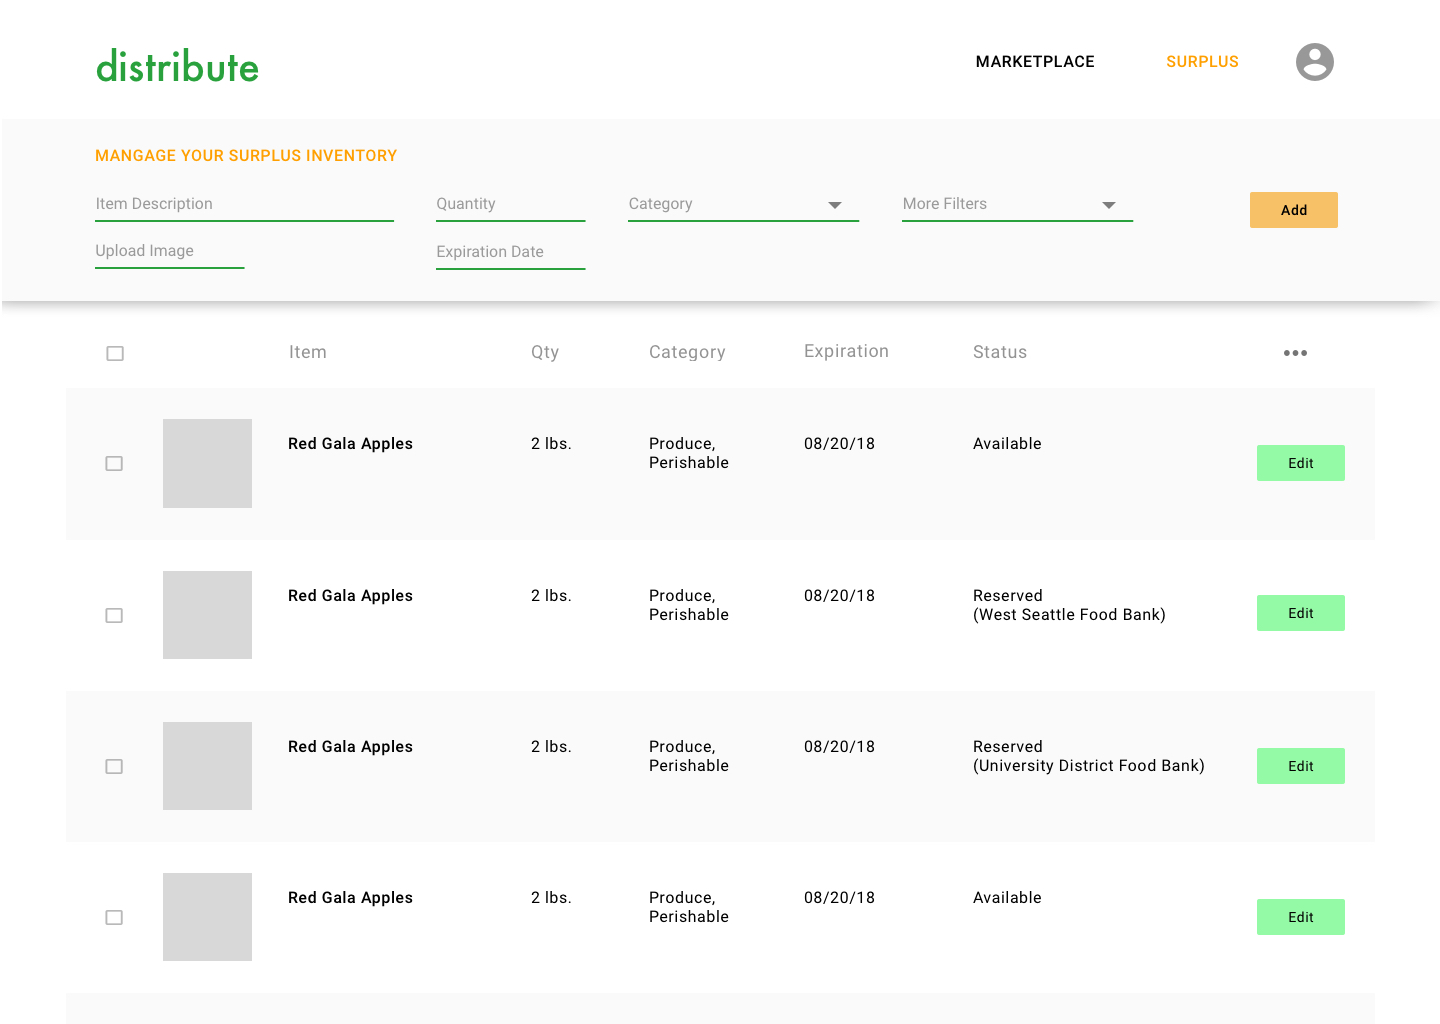 distribute
MARKETPLACE
SURPLUS
MANGAGE YOUR SURPLUS INVENTORY
Item Description
Quantity
Category
More Filters
Add
Upload Image
Expiration Date
Item
Qty
Category
Expiration
Status
Red Gala Apples
2 lbs.
Produce,
Perishable
08/20/18
Available
Edit
Red Gala Apples
2 lbs.
Produce,
Perishable
08/20/18
Reserved
(West Seattle Food Bank)
Edit
Red Gala Apples
2 lbs.
Produce,
Perishable
08/20/18
Reserved
(University District Food Bank)
Edit
Red Gala Apples
2 lbs.
Produce,
Perishable
08/20/18
Available
Edit